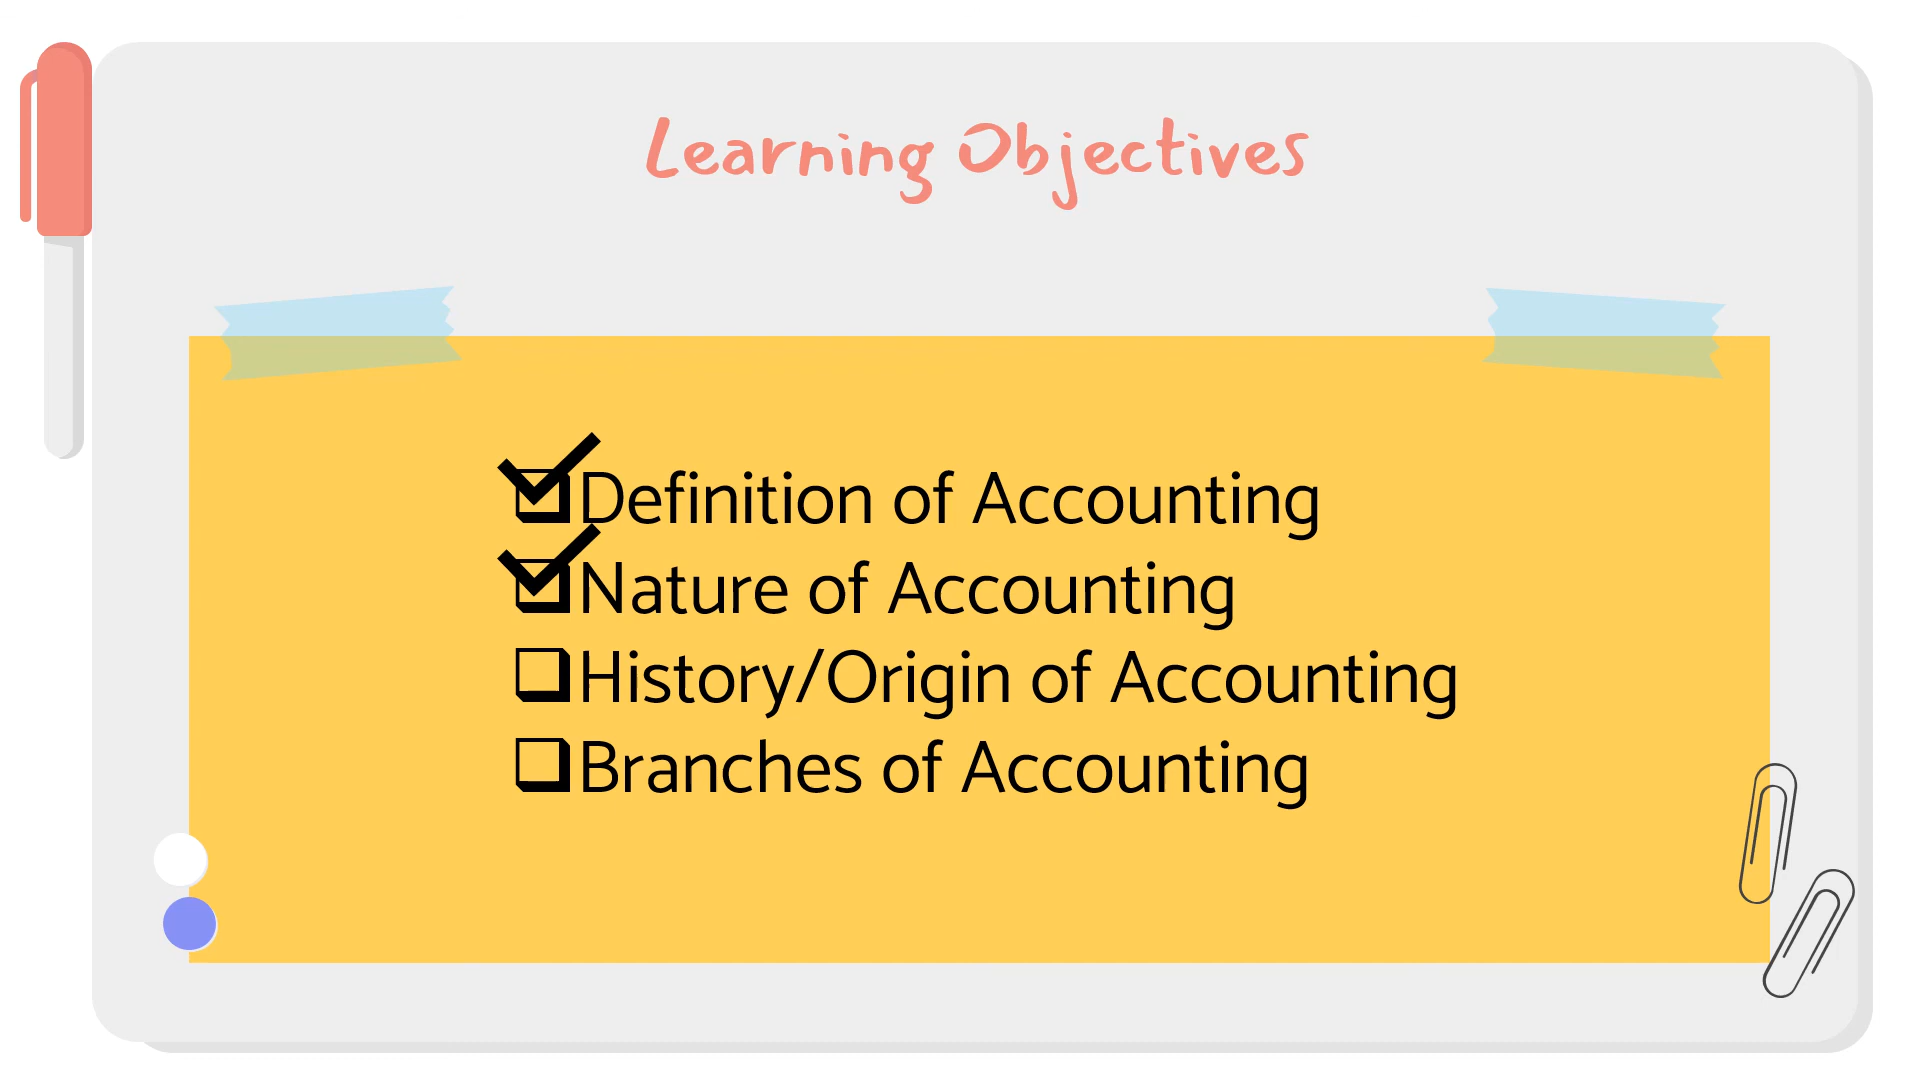 Learning Objectives
Definition of Accounting
Nature of Accounting
History/Origin of Accounting
Branches of Accounting